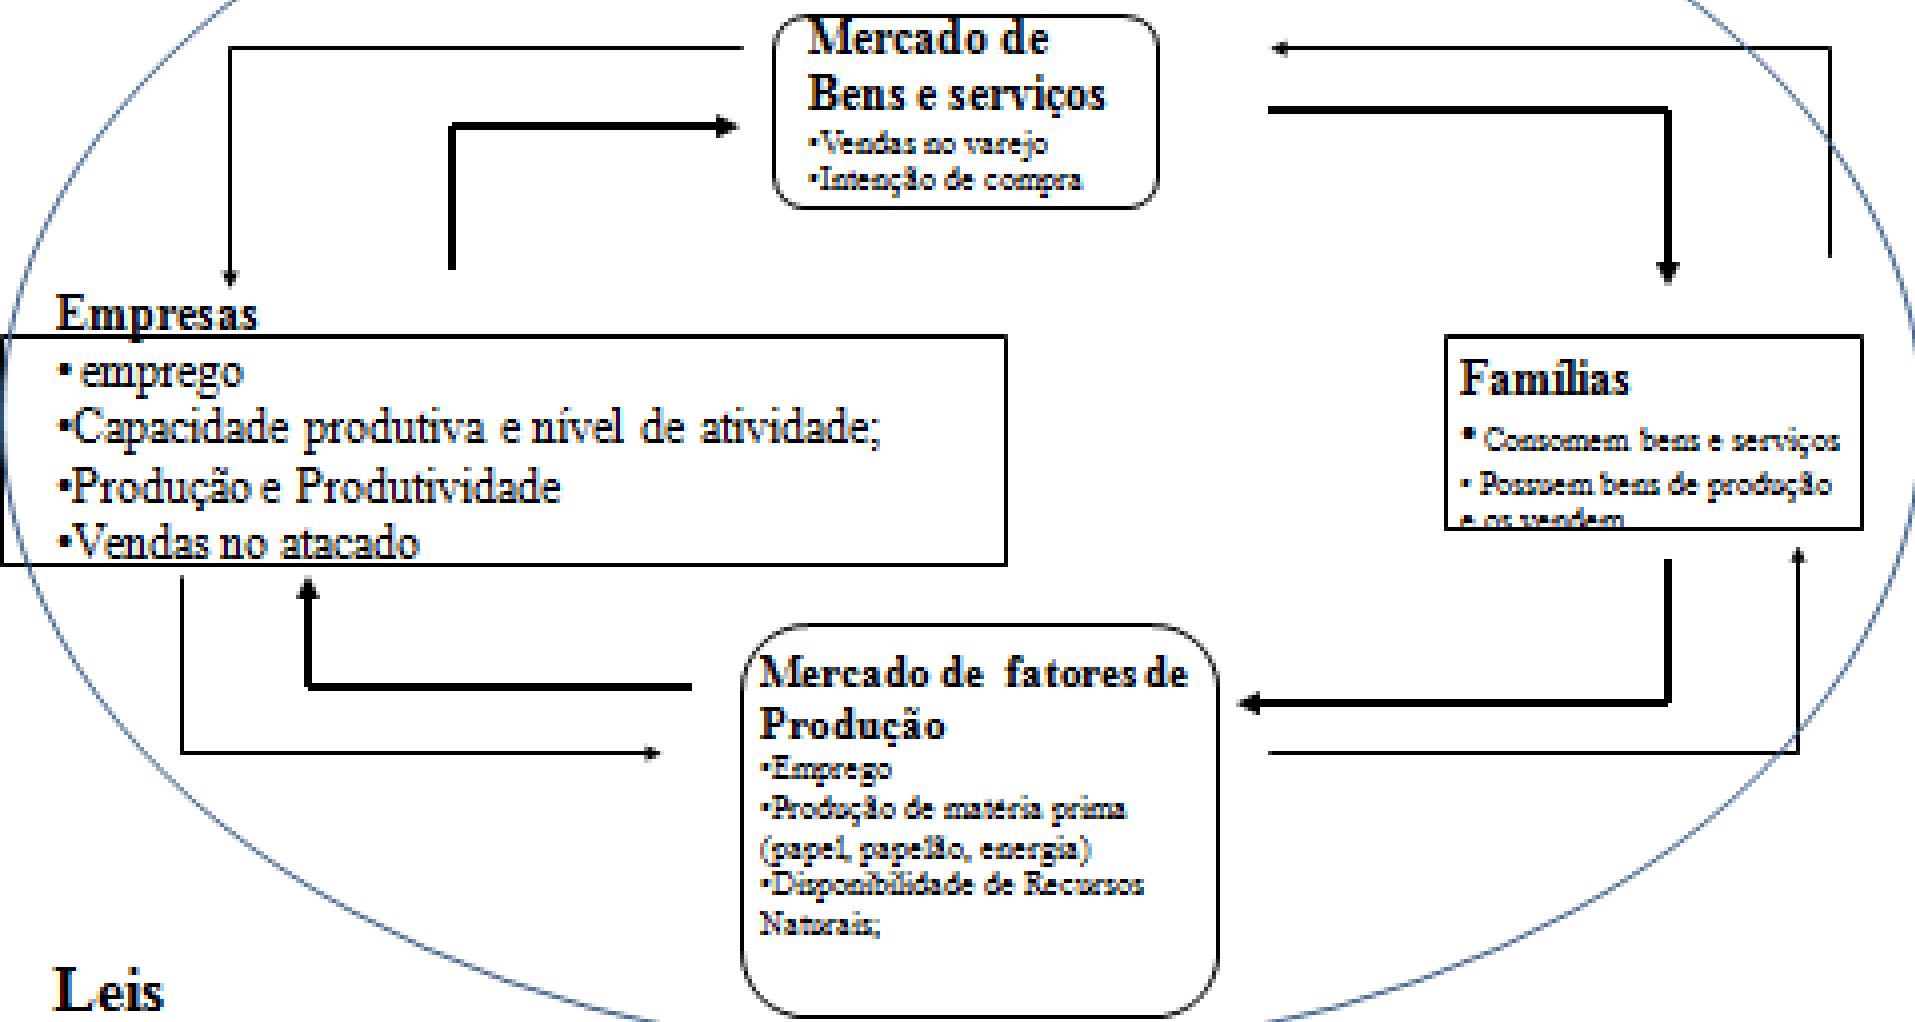 Mercado de
Bens e serviços
•Vendas no varejo
•Intenção de compra
Empresas
• emprego
•Capacidade produtiva e nível de atividade;
•Produção e Produtividade
•Vendas no atacado
Famílias
• Consomem bens e serviços
• Possuem bens de produção
e os vendem
Mercado de fatores de
Produção
•Emprego
•Produção de matéria prima
(papel, papelão, energia)
•Disponibilidade de Recursos
Naturais;
Leis